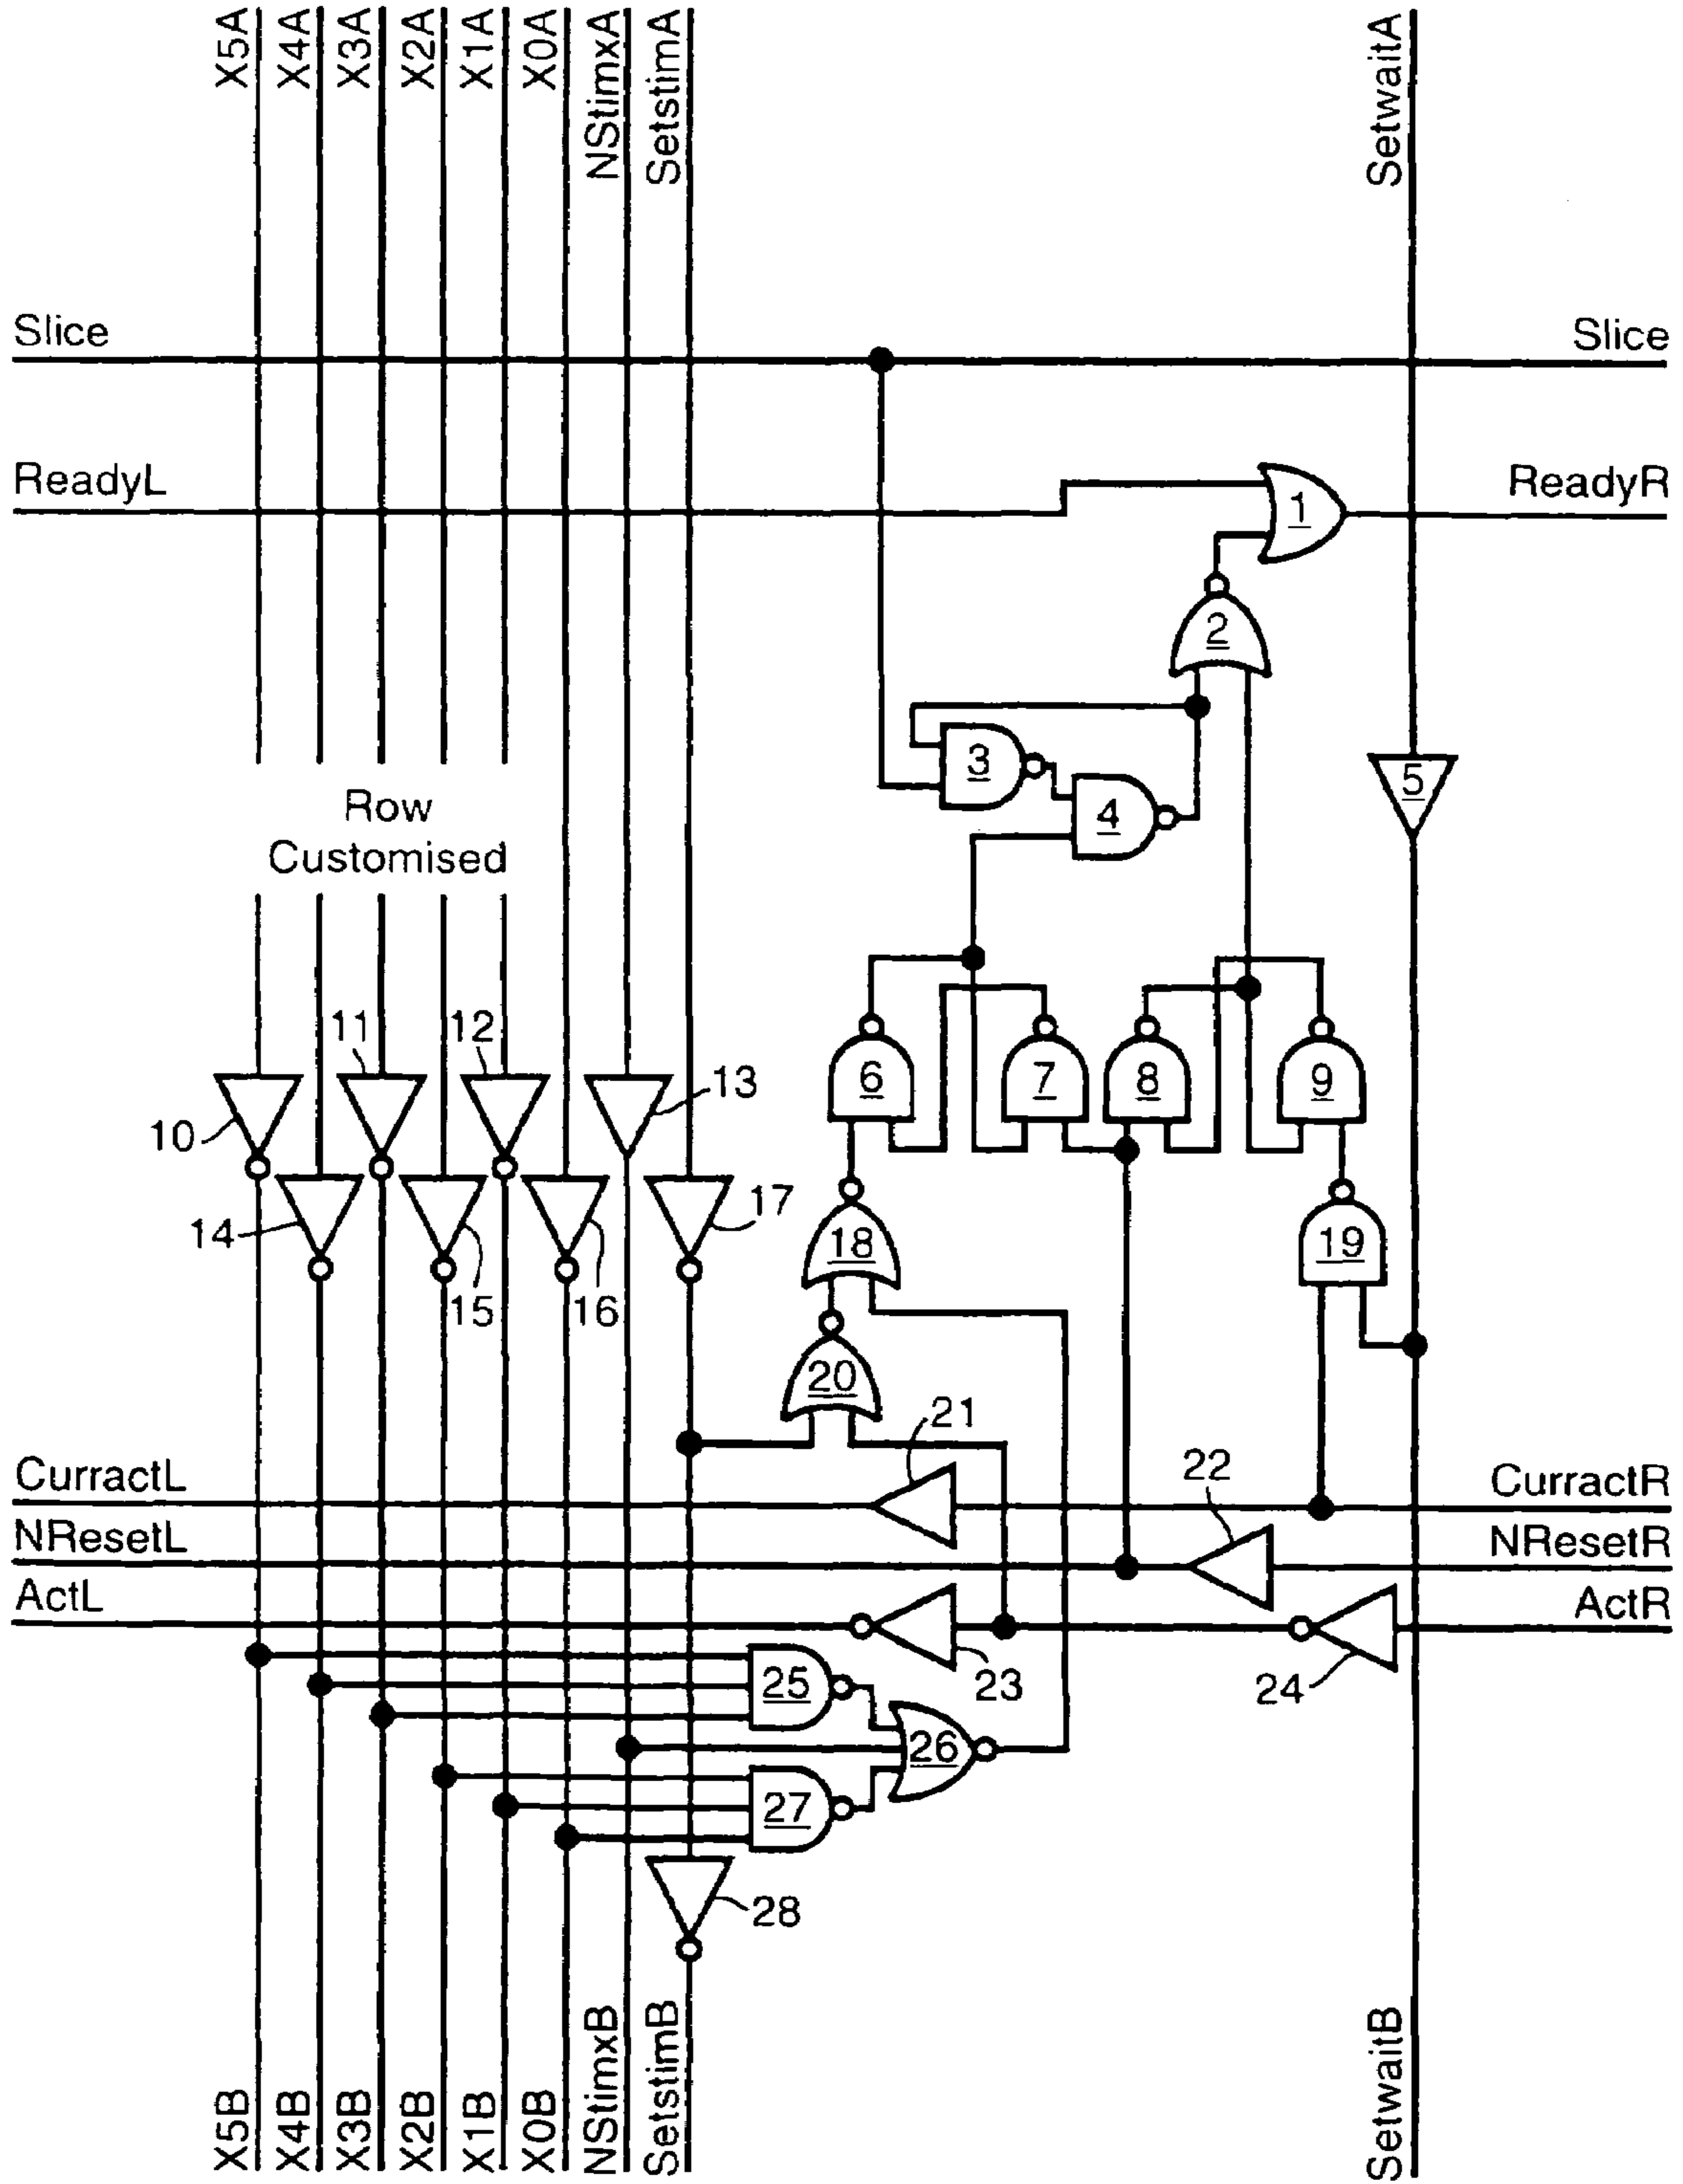 X5A
X4A
X3A
X2A
X1A
X0A
NStimxA
SetstimA
SetwaitA
Slice
Slice
ReadyL
ReadyR
1
2
3
4
5
Row
Customised
11
12
13
10
6
7
8
9
14
15
16
17
18
19
20
21
22
CurractL
CurractR
NResetL
NResetR
ActL
ActR
23
24
25
26
27
28
X5B
X4B
X3B
X2B
X1B
X0B
NStimxB
SetstimB
SetwaitB